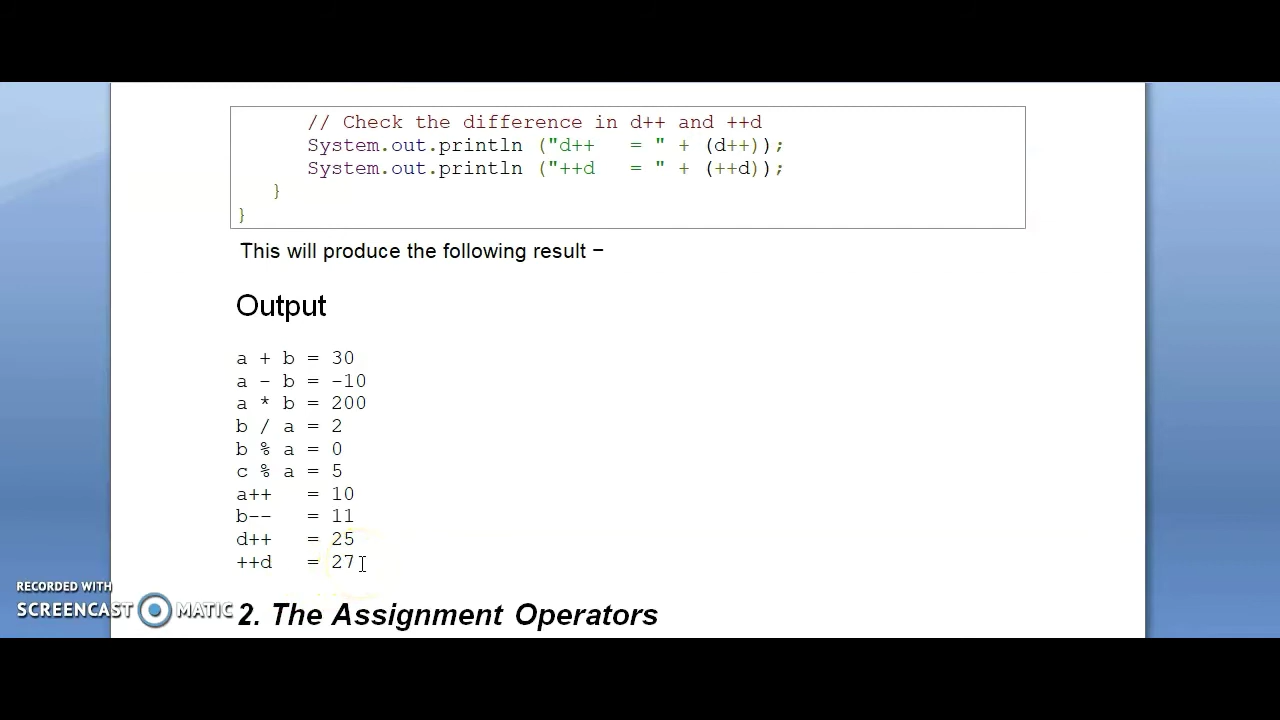 // Check the difference in d++ and ++d
System.out.println ("d++   = " + (d++));
System.out.println ("++d   = " + (++d));
}
}
This will produce the following result −
Output
a + b = 30
a - b = -10
a * b = 200
b / a = 2
b % a = 0
c % a = 5
a++   = 10
b--   = 11
d++   = 25
++d   = 27
RECORDED WITH
SCREENCAST MATIC
2. The Assignment Operators